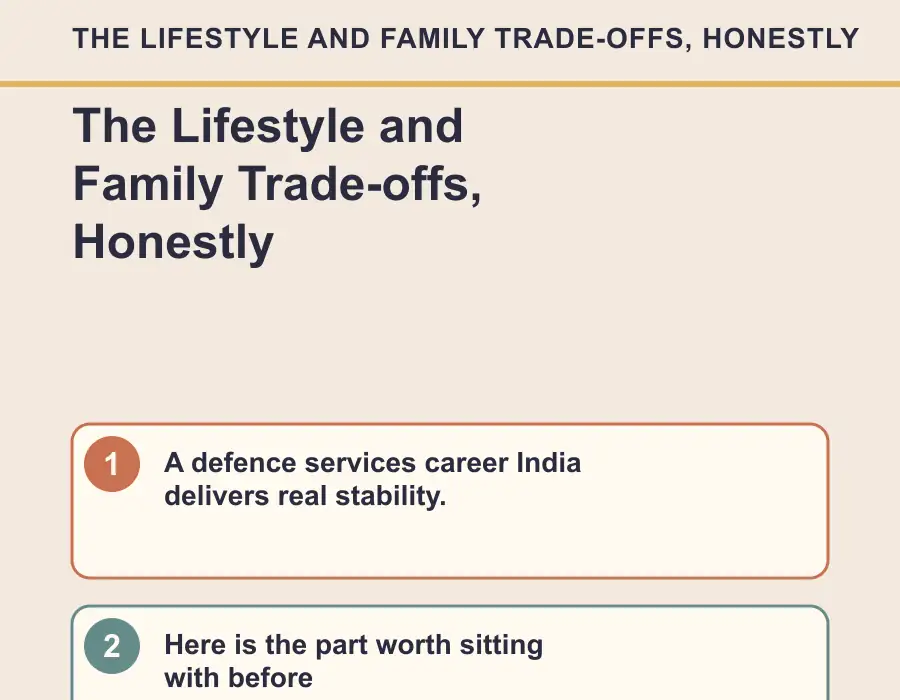 THE LIFESTYLE AND FAMILY TRADE-OFFS, HONESTLY
The Lifestyle and
Family Trade-offs,
Honestly
1
A defence services career India
delivers real stability.
2
Here is the part worth sitting
with before